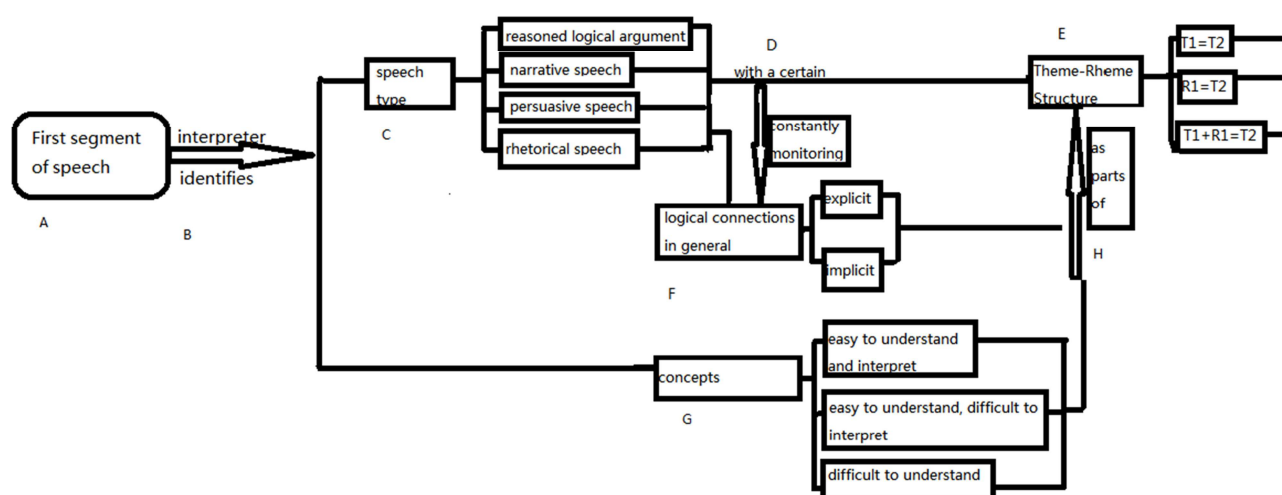 First segment
of speech
A
interpreter
identifies
B
speech
type
C
reasoned logical argument
narrative speech
persuasive speech
rhetorical speech
D
with a certain
constantly
monitoring
logical connections
in general
F
explicit
implicit
E
Theme-Rheme
Structure
T1=T2
R1=T2
T1+R1=T2
as
parts
of
H
concepts
G
easy to understand
and interpret
easy to understand, difficult to
interpret
difficult to understand